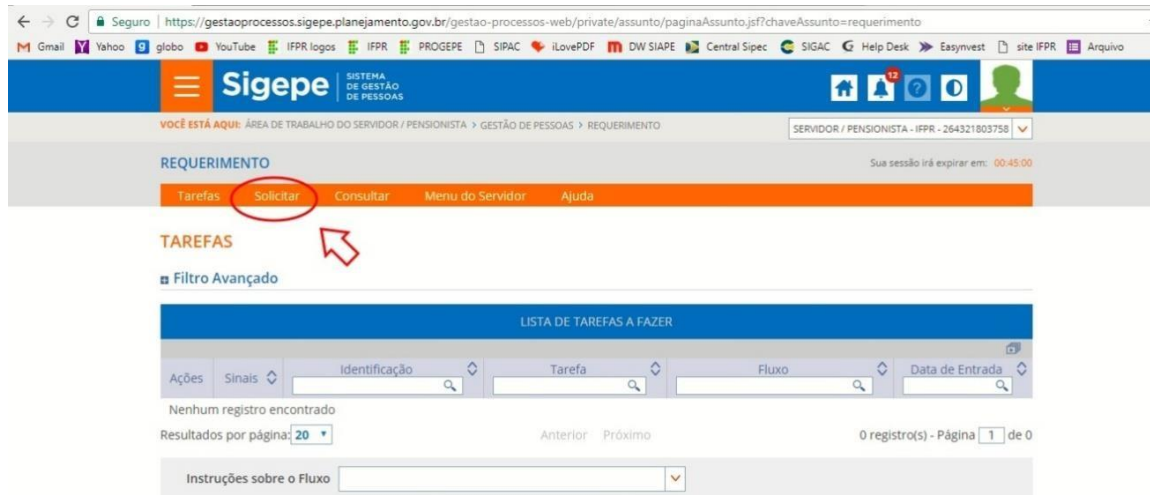 Seguro | https://gestaoprocessos.sigepe.planejamento.gov.br/gestao-processos-web/private/assunto/paginaAssunto.jsf?chaveAssunto=requerimento
Gmail Yahoo globo YouTube IFPR logos IFPR PROGEPE SIPAC iLovePDF DW SIAPE Central Sipec SIGAC Help Desk Easynvest site IFPR Arquivo
Sigepe SISTEMA DE GESTÃO DE PESSOAS 12
VOCÊ ESTÁ AQUI: ÁREA DE TRABALHO DO SERVIDOR / PENSIONISTA > GESTÃO DE PESSOAS > REQUERIMENTO SERVIDOR / PENSIONISTA - IFPR - 264321803758
REQUERIMENTO Sua sessão irá expirar em: 00:45:00
Tarefas Solicitar Consultar Menu do Servidor Ajuda
TAREFAS
Filtro Avançado
LISTA DE TAREFAS A FAZER
Ações Sinais Identificação Tarefa Fluxo Data de Entrada
Nenhum registro encontrado
Resultados por página: 20 Anterior Próximo 0 registro(s) - Página 1 de 0
Instruções sobre o Fluxo